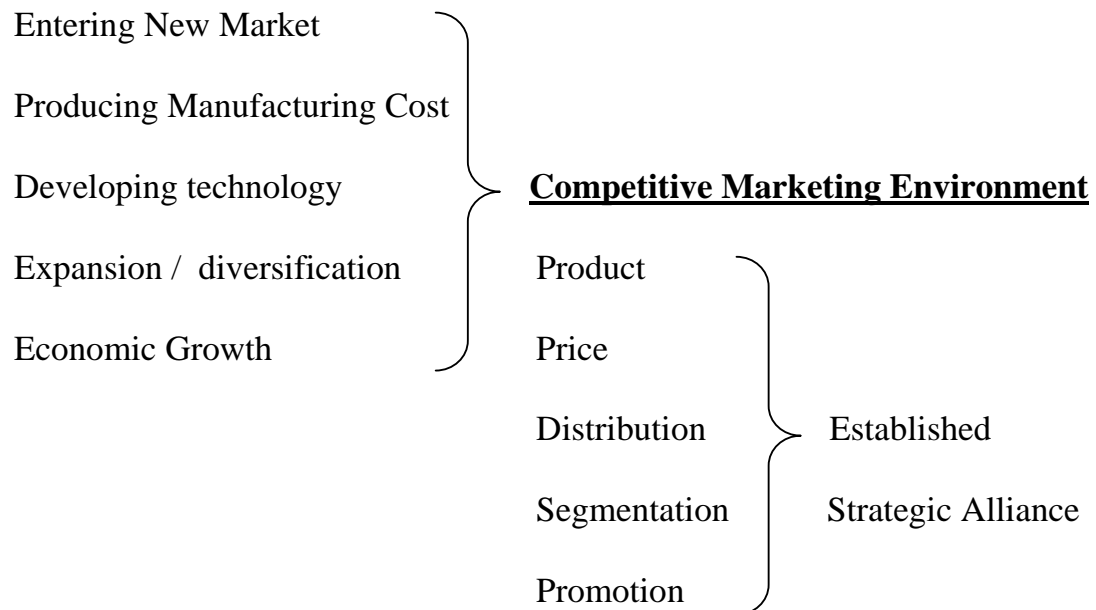 Entering New Market
Producing Manufacturing Cost
Developing technology
Expansion / diversification
Economic Growth
Competitive Marketing Environment
Product
Price
Distribution
Segmentation
Promotion
Established
Strategic Alliance